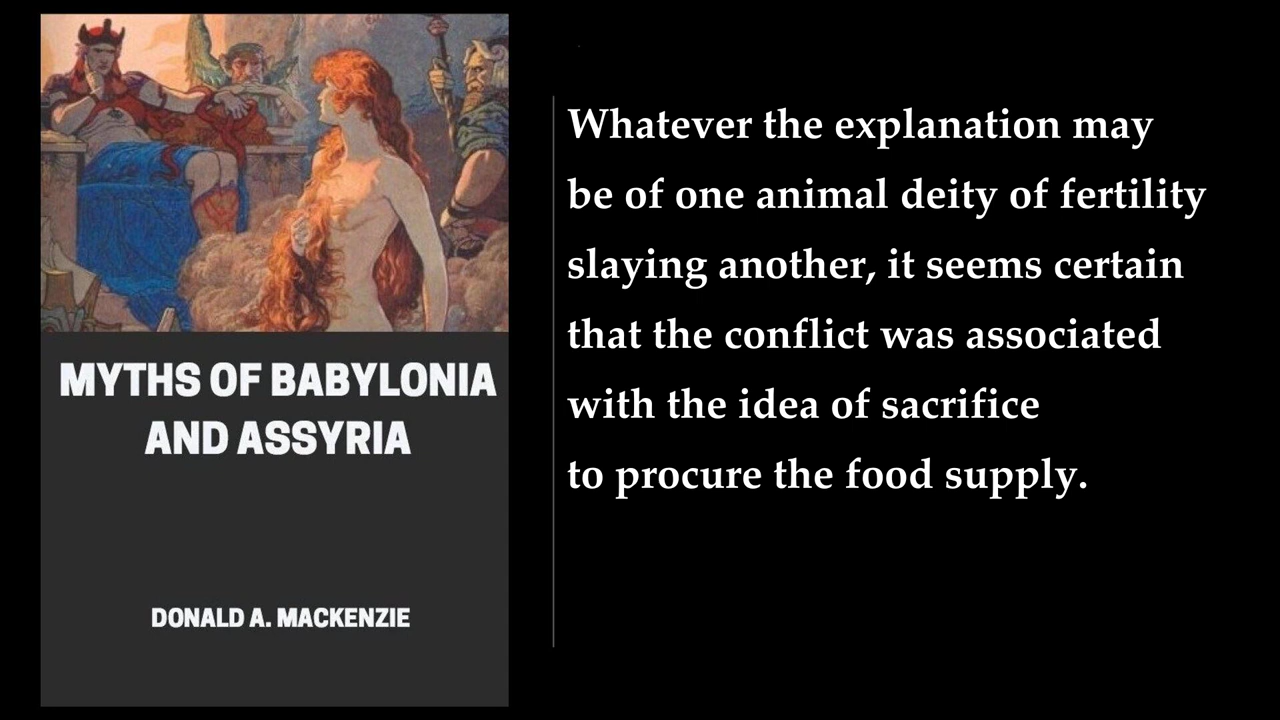 MYTHS OF BABYLONIA
AND ASSYRIA
DONALD A. MACKENZIE
Whatever the explanation may
be of one animal deity of fertility
slaying another, it seems certain
that the conflict was associated
with the idea of sacrifice
to procure the food supply.